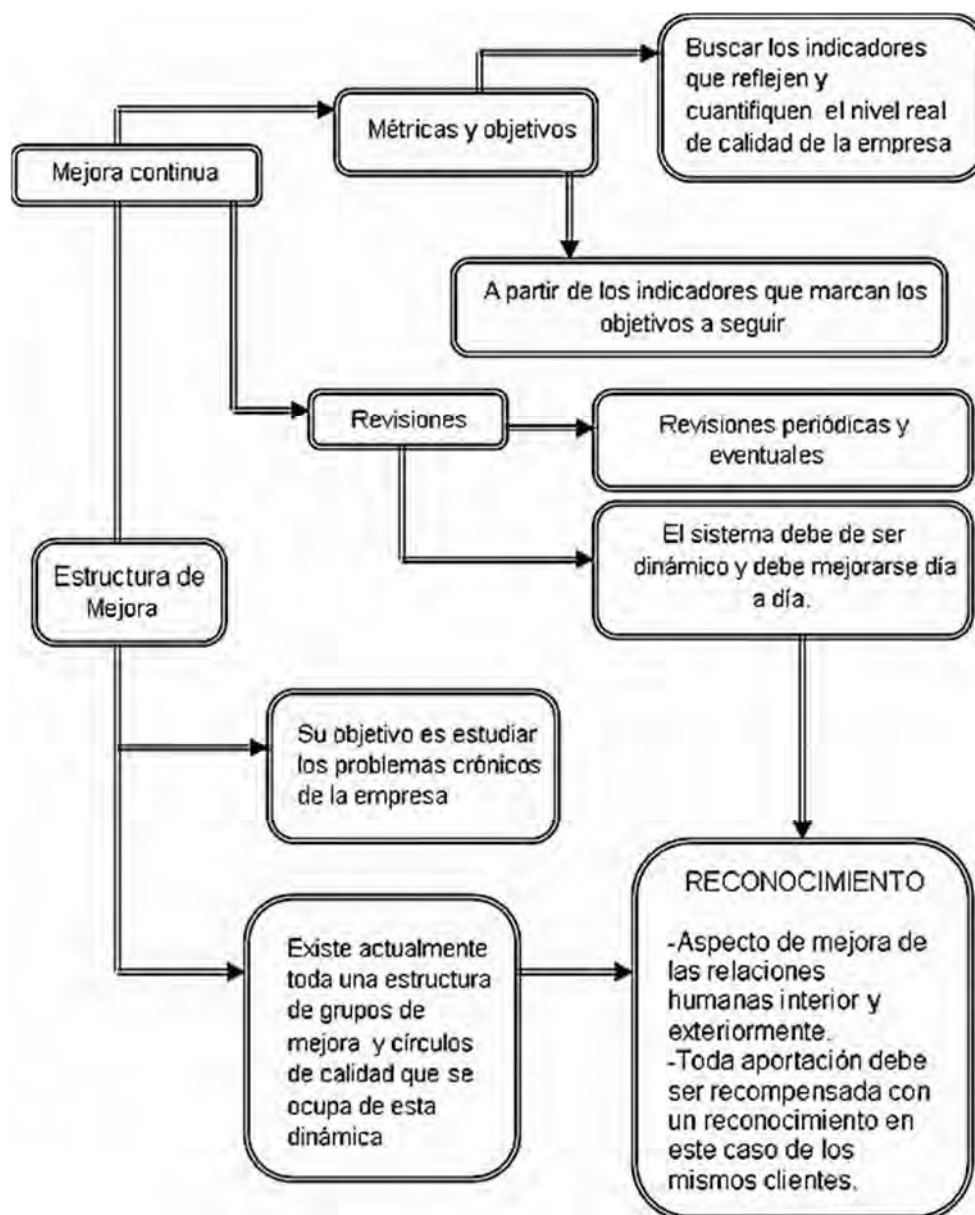 Buscar los indicadores
que reflejen y
cuantifiquen el nivel real
de calidad de la empresa
Métricas y objetivos
Mejora continua
A partir de los indicadores que marcan los
objetivos a seguir
Revisiones
Revisiones periódicas y
eventuales
El sistema debe de ser
dinámico y debe mejorarse día
a día.
Estructura de
Mejora
Su objetivo es estudiar
los problemas crónicos
de la empresa
Existe actualmente
toda una estructura
de grupos de
mejora y círculos
de calidad que se
ocupa de esta
dinámica
RECONOCIMIENTO
-Aspecto de mejora de
las relaciones
humanas interior y
exteriormente.
-Toda aportación debe
ser recompensada con
un reconocimiento en
este caso de los
mismos clientes.